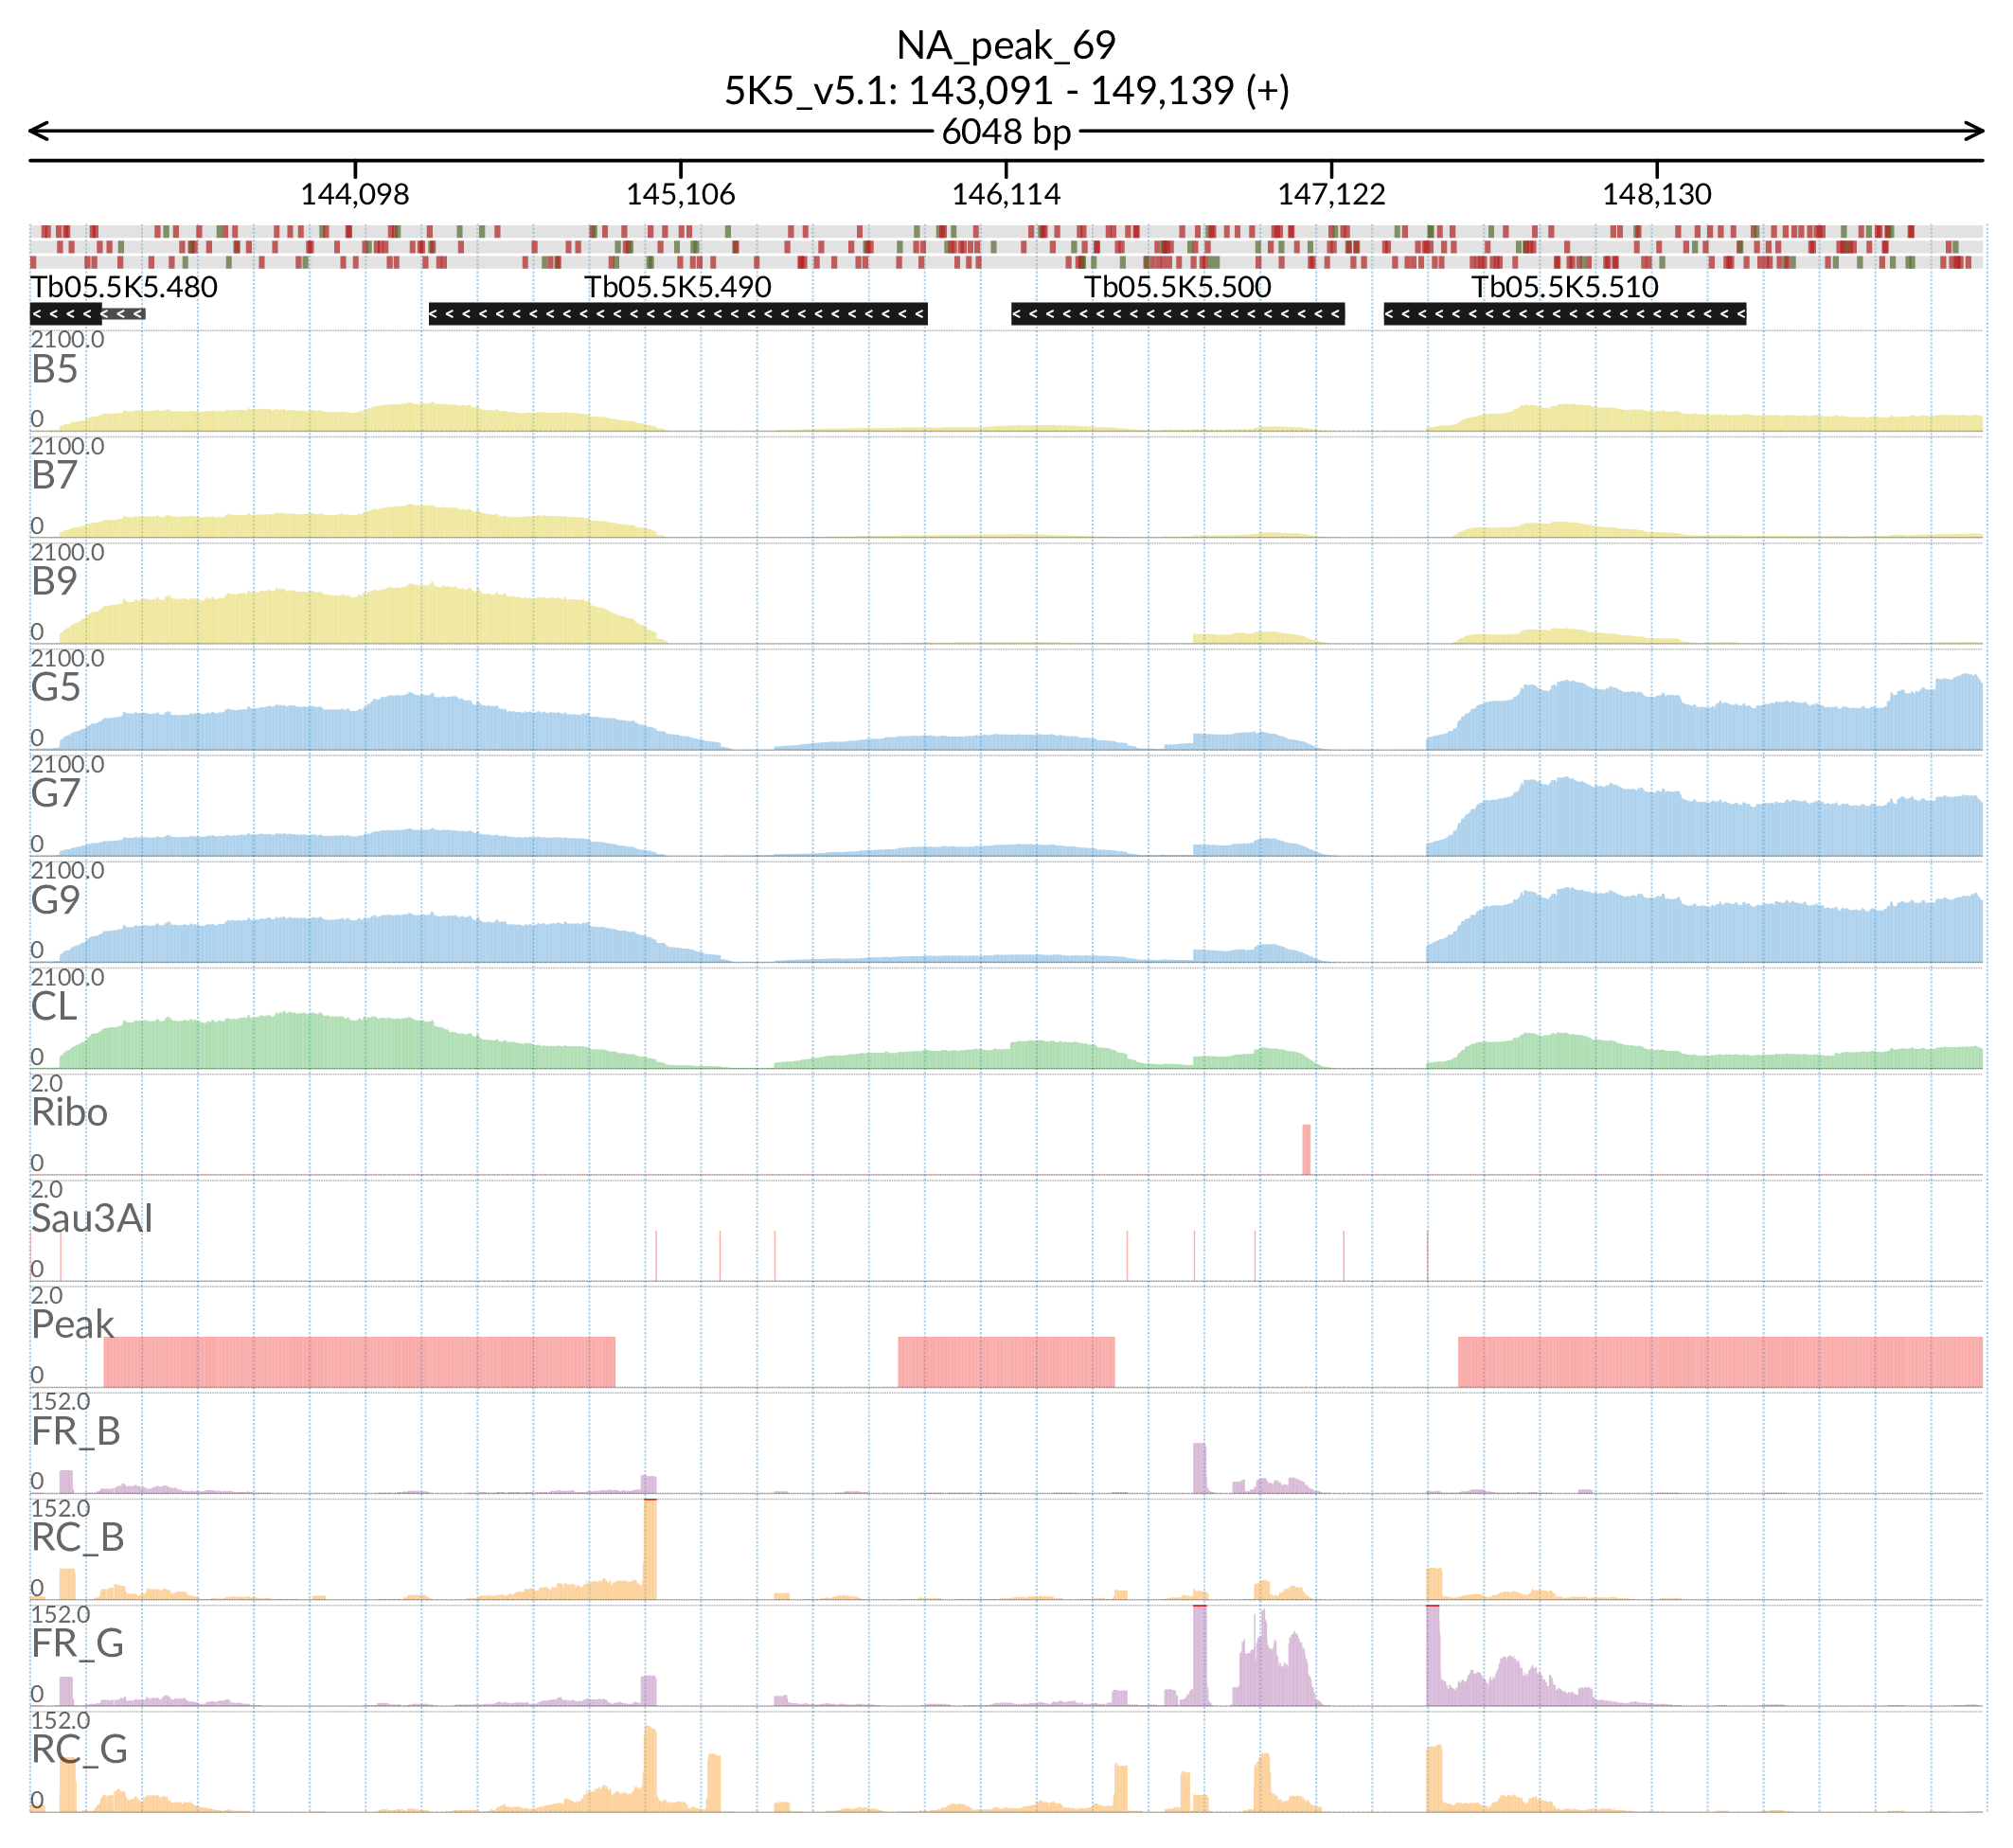 NA_peak_69
5K5_v5.1: 143,091 - 149,139 (+)
6048 bp
144,098 145,106 146,114 147,122 148,130
Tb05.5K5.480 Tb05.5K5.490 Tb05.5K5.500 Tb05.5K5.510
2100.0
B5
0
2100.0
B7
0
2100.0
B9
0
2100.0
G5
0
2100.0
G7
0
2100.0
G9
0
2100.0
CL
0
2.0
Ribo
0
2.0
Sau3AI
0
2.0
Peak
0
152.0
FR_B
0
152.0
RC_B
0
152.0
FR_G
0
152.0
RC_G
0